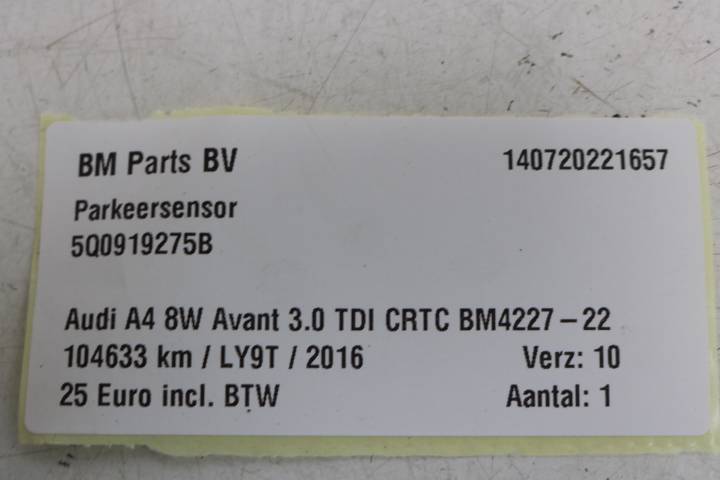 BM Parts BV 140720221657
Parkeersensor
5Q0919275B
Audi A4 8W Avant 3.0 TDI CRTC BM4227-22
104633 km / LY9T / 2016 Verz: 10
25 Euro incl. BTW Aantal: 1